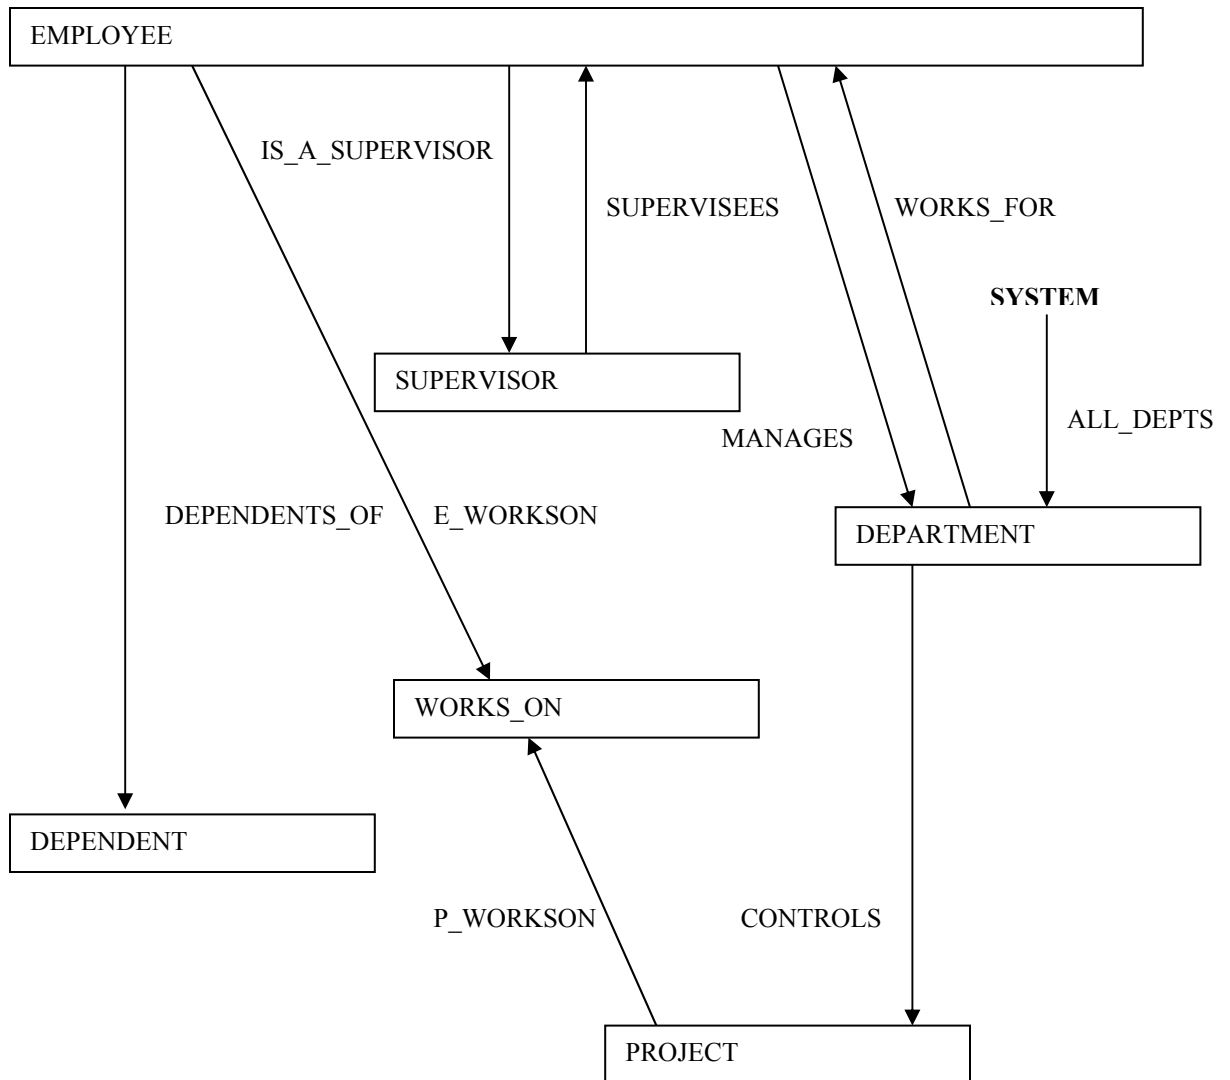 EMPLOYEE
IS_A_SUPERVISOR
SUPERVISEES
WORKS_FOR
SYSTEM
SUPERVISOR
MANAGES
ALL_DEPTS
DEPENDENTS_OF
E_WORKSON
DEPARTMENT
WORKS_ON
DEPENDENT
P_WORKSON
CONTROLS
PROJECT